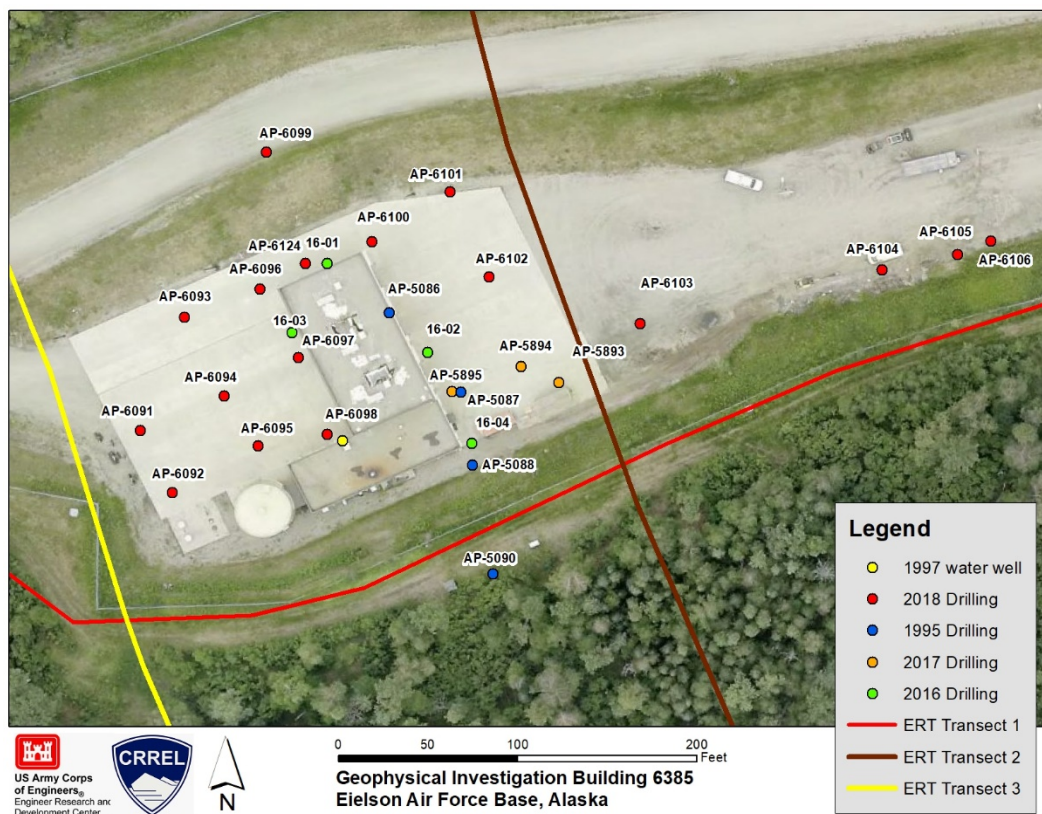 AP-6099
AP-6101
AP-6100
AP-6124
16-01
AP-6096
AP-6102
AP-6105
AP-6104
AP-6106
AP-6103
AP-6093
AP-5086
16-03
AP-6097
16-02
AP-5894
AP-5893
AP-6094
AP-5895
AP-5087
AP-6091
AP-6098
16-04
AP-6095
AP-5088
AP-6092
AP-5090
Legend
1997 water well
2018 Drilling
1995 Drilling
2017 Drilling
2016 Drilling
ERT Transect 1
ERT Transect 2
ERT Transect 3
US Army Corps
of Engineers®
Engineer Research and
Development Center
CRREL
N
0 50 100 200
Feet
Geophysical Investigation Building 6385
Eielson Air Force Base, Alaska